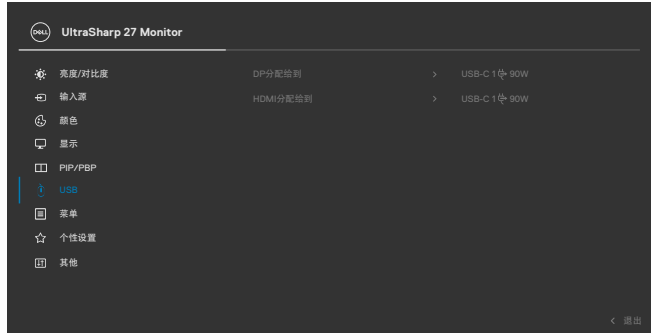 DELL UltraSharp 27 Monitor
亮度/对比度 DP分配给到 > USB-C 1 90W
输入源 HDMI分配给到 > USB-C 1 90W
颜色
显示
PIP/PBP
USB
菜单
个性设置
其他
< 退出